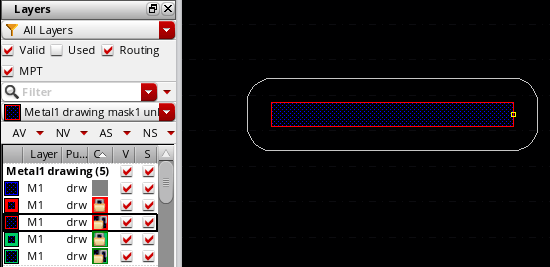 Layers
All Layers
Valid Used Routing
MPT
Filter
Metal1 drawing mask1 unl
AV NV AS NS
Layer Pu... C V S
Metal1 drawing (5)
M1 drw
M1 drw
M1 drw
M1 drw
M1 drw